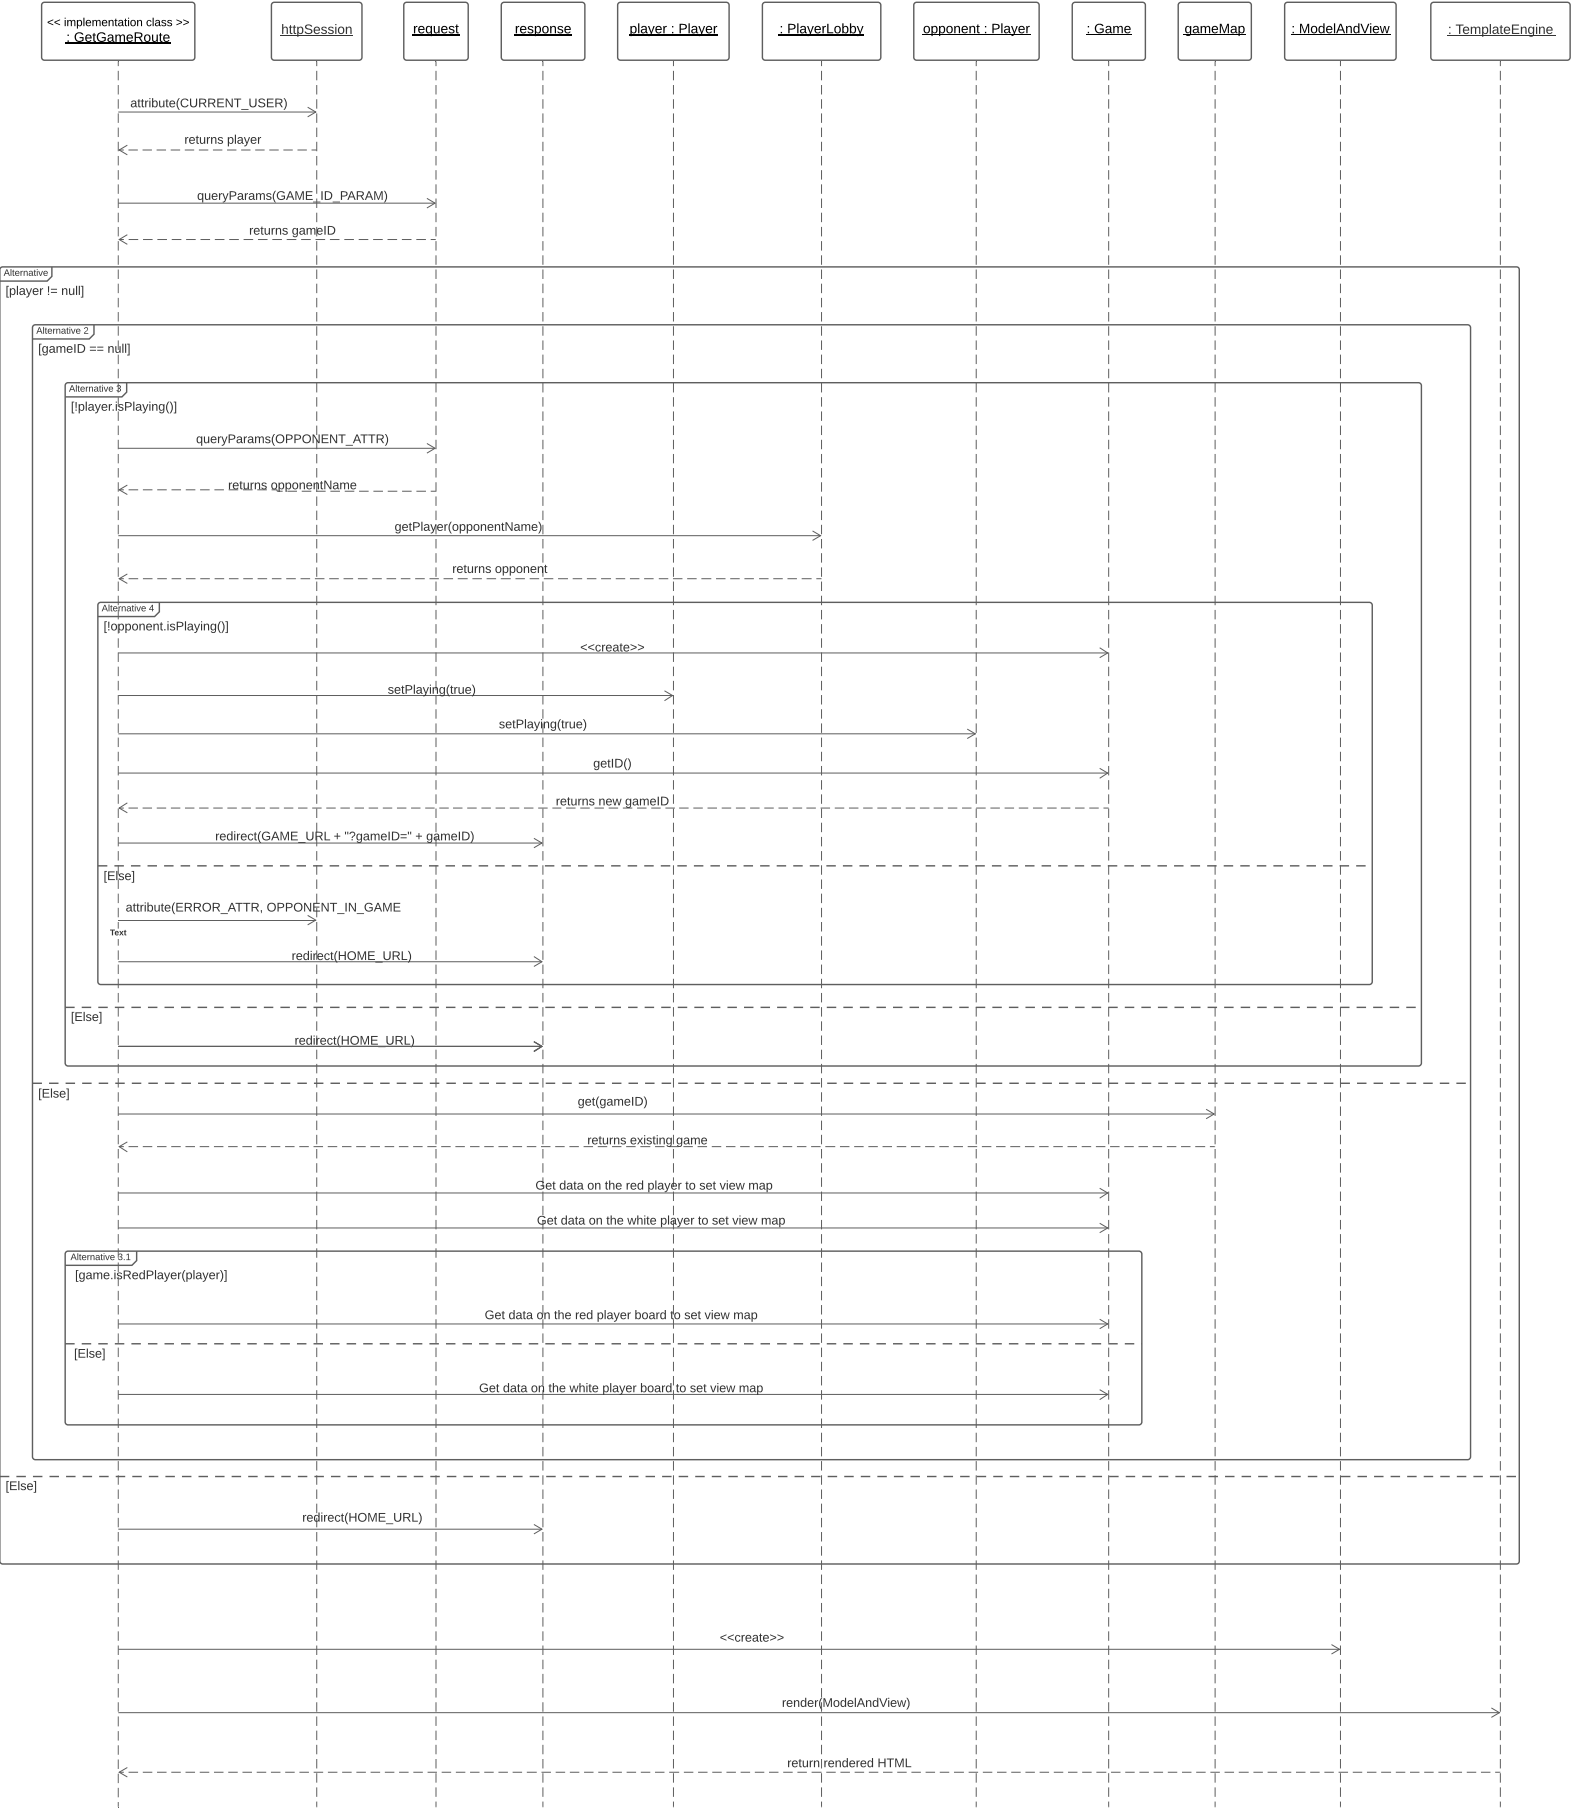 << implementation class >>
: GetGameRoute
httpSession
request
response
player : Player
: PlayerLobby
opponent : Player
: Game
gameMap
: ModelAndView
: TemplateEngine
attribute(CURRENT_USER)
returns player
queryParams(GAME_ID_PARAM)
returns gameID
Alternative
[player != null]
Alternative 2
[gameID == null]
Alternative 3
[!player.isPlaying()]
queryParams(OPPONENT_ATTR)
returns opponentName
getPlayer(opponentName)
returns opponent
Alternative 4
[!opponent.isPlaying()]
<<create>>
setPlaying(true)
setPlaying(true)
getID()
returns new gameID
redirect(GAME_URL + "?gameID=" + gameID)
[Else]
attribute(ERROR_ATTR, OPPONENT_IN_GAME
Text
redirect(HOME_URL)
[Else]
redirect(HOME_URL)
[Else]
get(gameID)
returns existing game
Get data on the red player to set view map
Get data on the white player to set view map
Alternative 3.1
[game.isRedPlayer(player)]
Get data on the red player board to set view map
[Else]
Get data on the white player board to set view map
[Else]
redirect(HOME_URL)
<<create>>
render(ModelAndView)
return rendered HTML